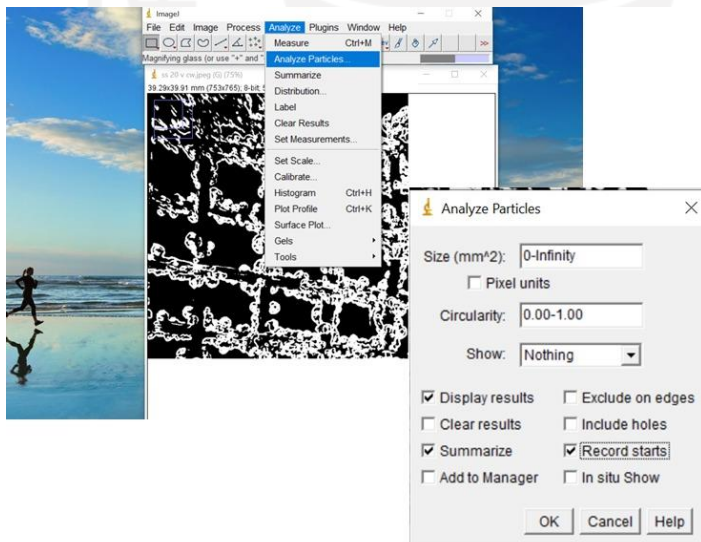 ImageJ
File Edit Image Process Analyze Plugins Window Help
Magnifying glass (or use "+" and "
Measure Ctrl+M
Analyze Particles...
Summarize
Distribution...
Label
Clear Results
Set Measurements...
Set Scale...
Calibrate...
Histogram Ctrl+H
Plot Profile Ctrl+K
Surface Plot...
Gels
Tools
39.29x39.91 mm (753x765); 8-bit;
Analyze Particles
Size (mm^2): 0-Infinity
Pixel units
Circularity: 0.00-1.00
Show: Nothing
Display results Exclude on edges
Clear results Include holes
Summarize Record starts
Add to Manager In situ Show
OK Cancel Help